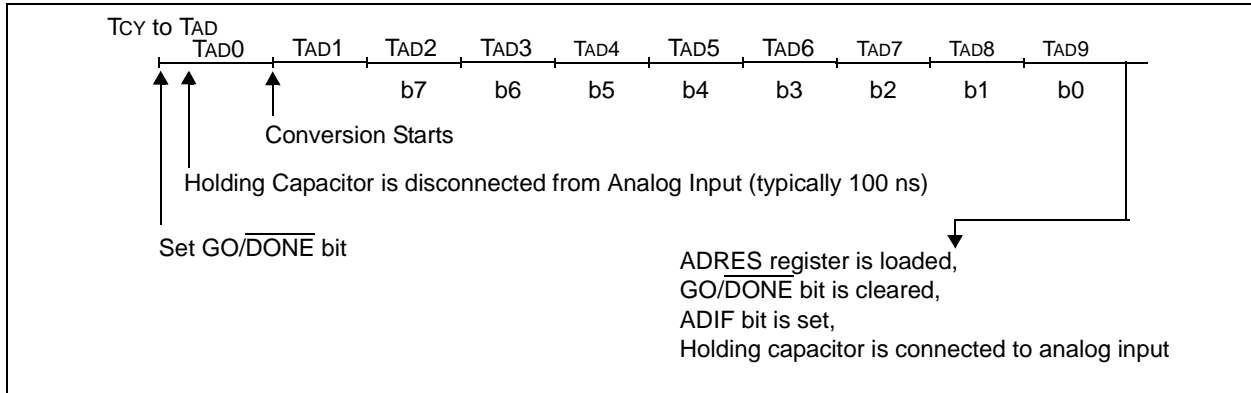 TCY to TAD
TAD0 TAD1 TAD2 TAD3 TAD4 TAD5 TAD6 TAD7 TAD8 TAD9
b7 b6 b5 b4 b3 b2 b1 b0
Conversion Starts
Holding Capacitor is disconnected from Analog Input (typically 100 ns)
Set GO/DONE bit
ADRES register is loaded,
GO/DONE bit is cleared,
ADIF bit is set,
Holding capacitor is connected to analog input